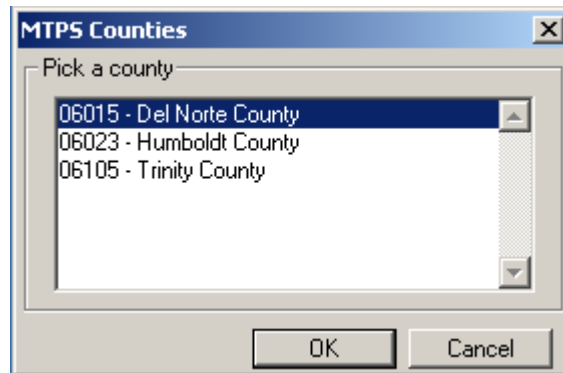 MTPS Counties
Pick a county
06015 - Del Norte County
06023 - Humboldt County
06105 - Trinity County
OK
Cancel